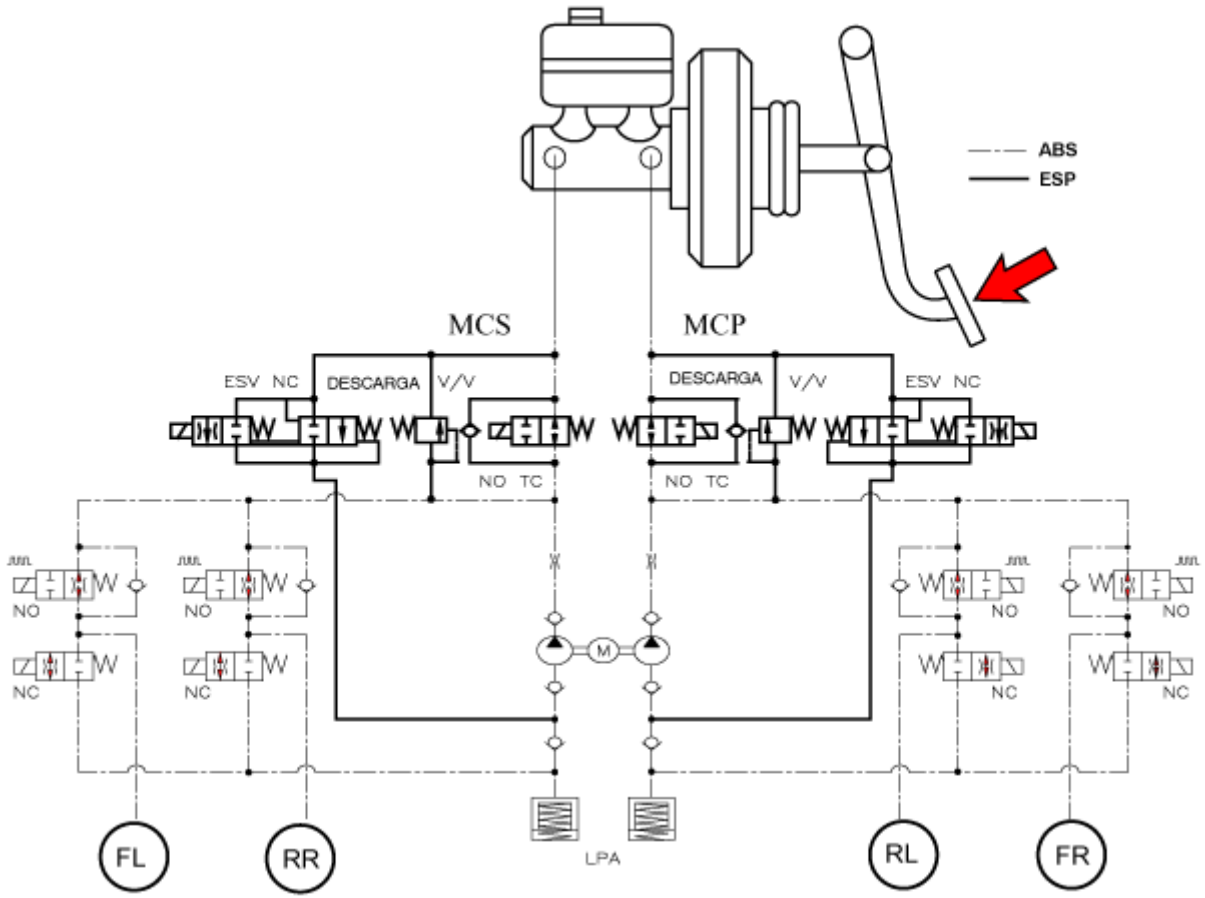 ABS
ESP
MCS MCP
ESV NC DESCARGA V/V DESCARGA V/V ESV NC
NO TC NO TC
NO NO NO NO
M
NC NC NC NC
LPA
FL RR RL FR